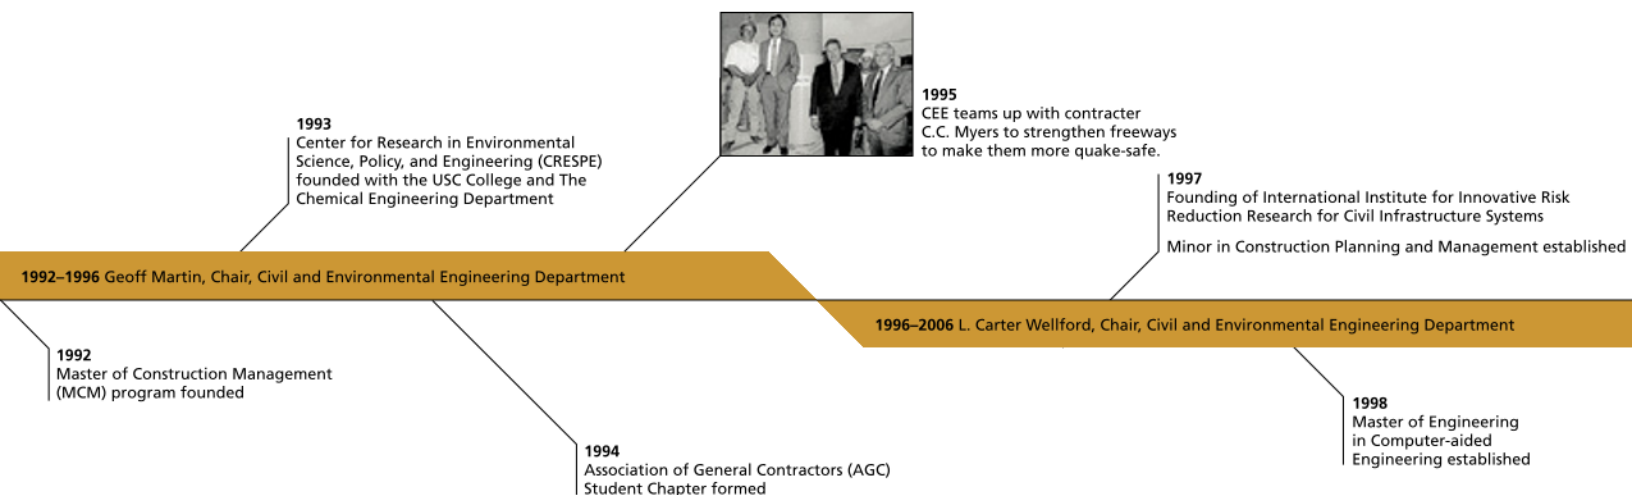 1993
Center for Research in Environmental
Science, Policy, and Engineering (CRESPE)
founded with the USC College and The
Chemical Engineering Department
1995
CEE teams up with contracter
C.C. Myers to strengthen freeways
to make them more quake-safe.
1997
Founding of International Institute for Innovative Risk
Reduction Research for Civil Infrastructure Systems
Minor in Construction Planning and Management established
1992–1996 Geoff Martin, Chair, Civil and Environmental Engineering Department
1996–2006 L. Carter Wellford, Chair, Civil and Environmental Engineering Department
1992
Master of Construction Management
(MCM) program founded
1994
Association of General Contractors (AGC)
Student Chapter formed
1998
Master of Engineering
in Computer-aided
Engineering established